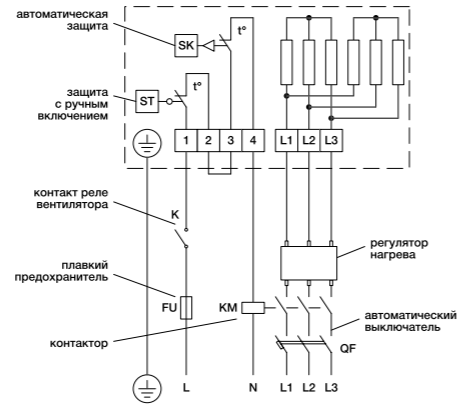 автоматическая
защита
SK
t°
защита
с ручным
включением
ST
t°
1 2 3 4 L1 L2 L3
контакт реле
вентилятора
K
регулятор
нагрева
плавкий
предохранитель
FU
KM
контактор
автоматический
выключатель
QF
L N L1 L2 L3